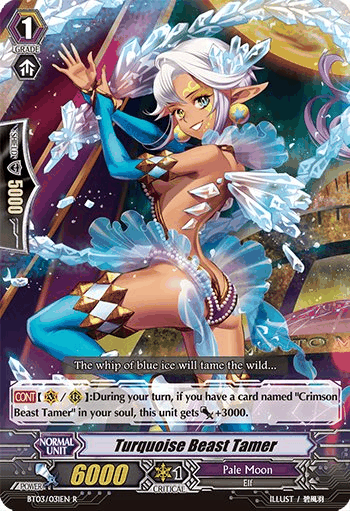 1
GRADE
SHIELD
5000
The whip of blue ice will tame the wild...
CONT [ / ]:During your turn, if you have a card named "Crimson
Beast Tamer" in your soul, this unit gets +3000.
NORMAL
UNIT
Turquoise Beast Tamer
POWER
6000
1
CRITICAL
Pale Moon
Elf
BT03/031EN R
ILLUST / 碧風羽